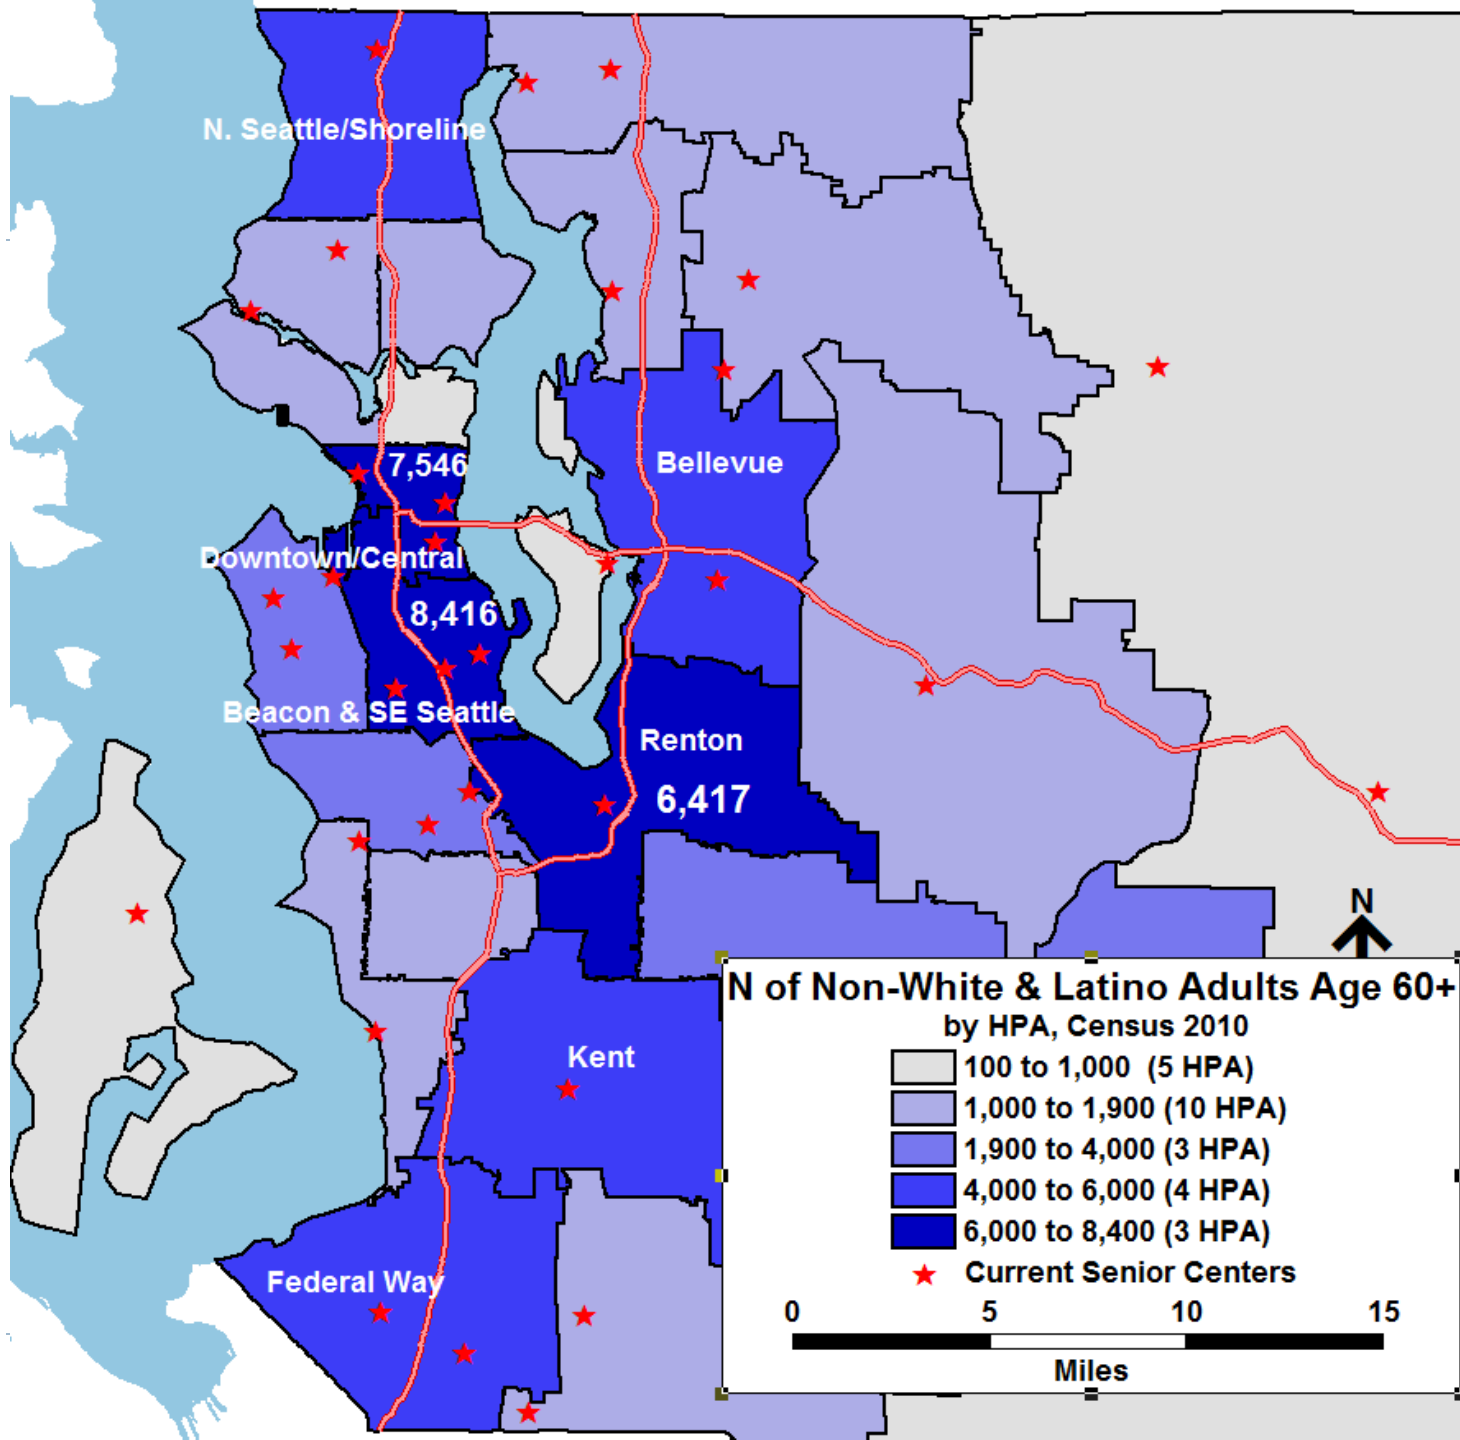 N. Seattle/Shoreline
7,546
Bellevue
Downtown/Central
8,416
Beacon & SE Seattle
Renton
6,417
N
N of Non-White & Latino Adults Age 60+
by HPA, Census 2010
100 to 1,000 (5 HPA)
1,000 to 1,900 (10 HPA)
1,900 to 4,000 (3 HPA)
4,000 to 6,000 (4 HPA)
6,000 to 8,400 (3 HPA)
Current Senior Centers
0 5 10 15
Miles
Kent
Federal Way